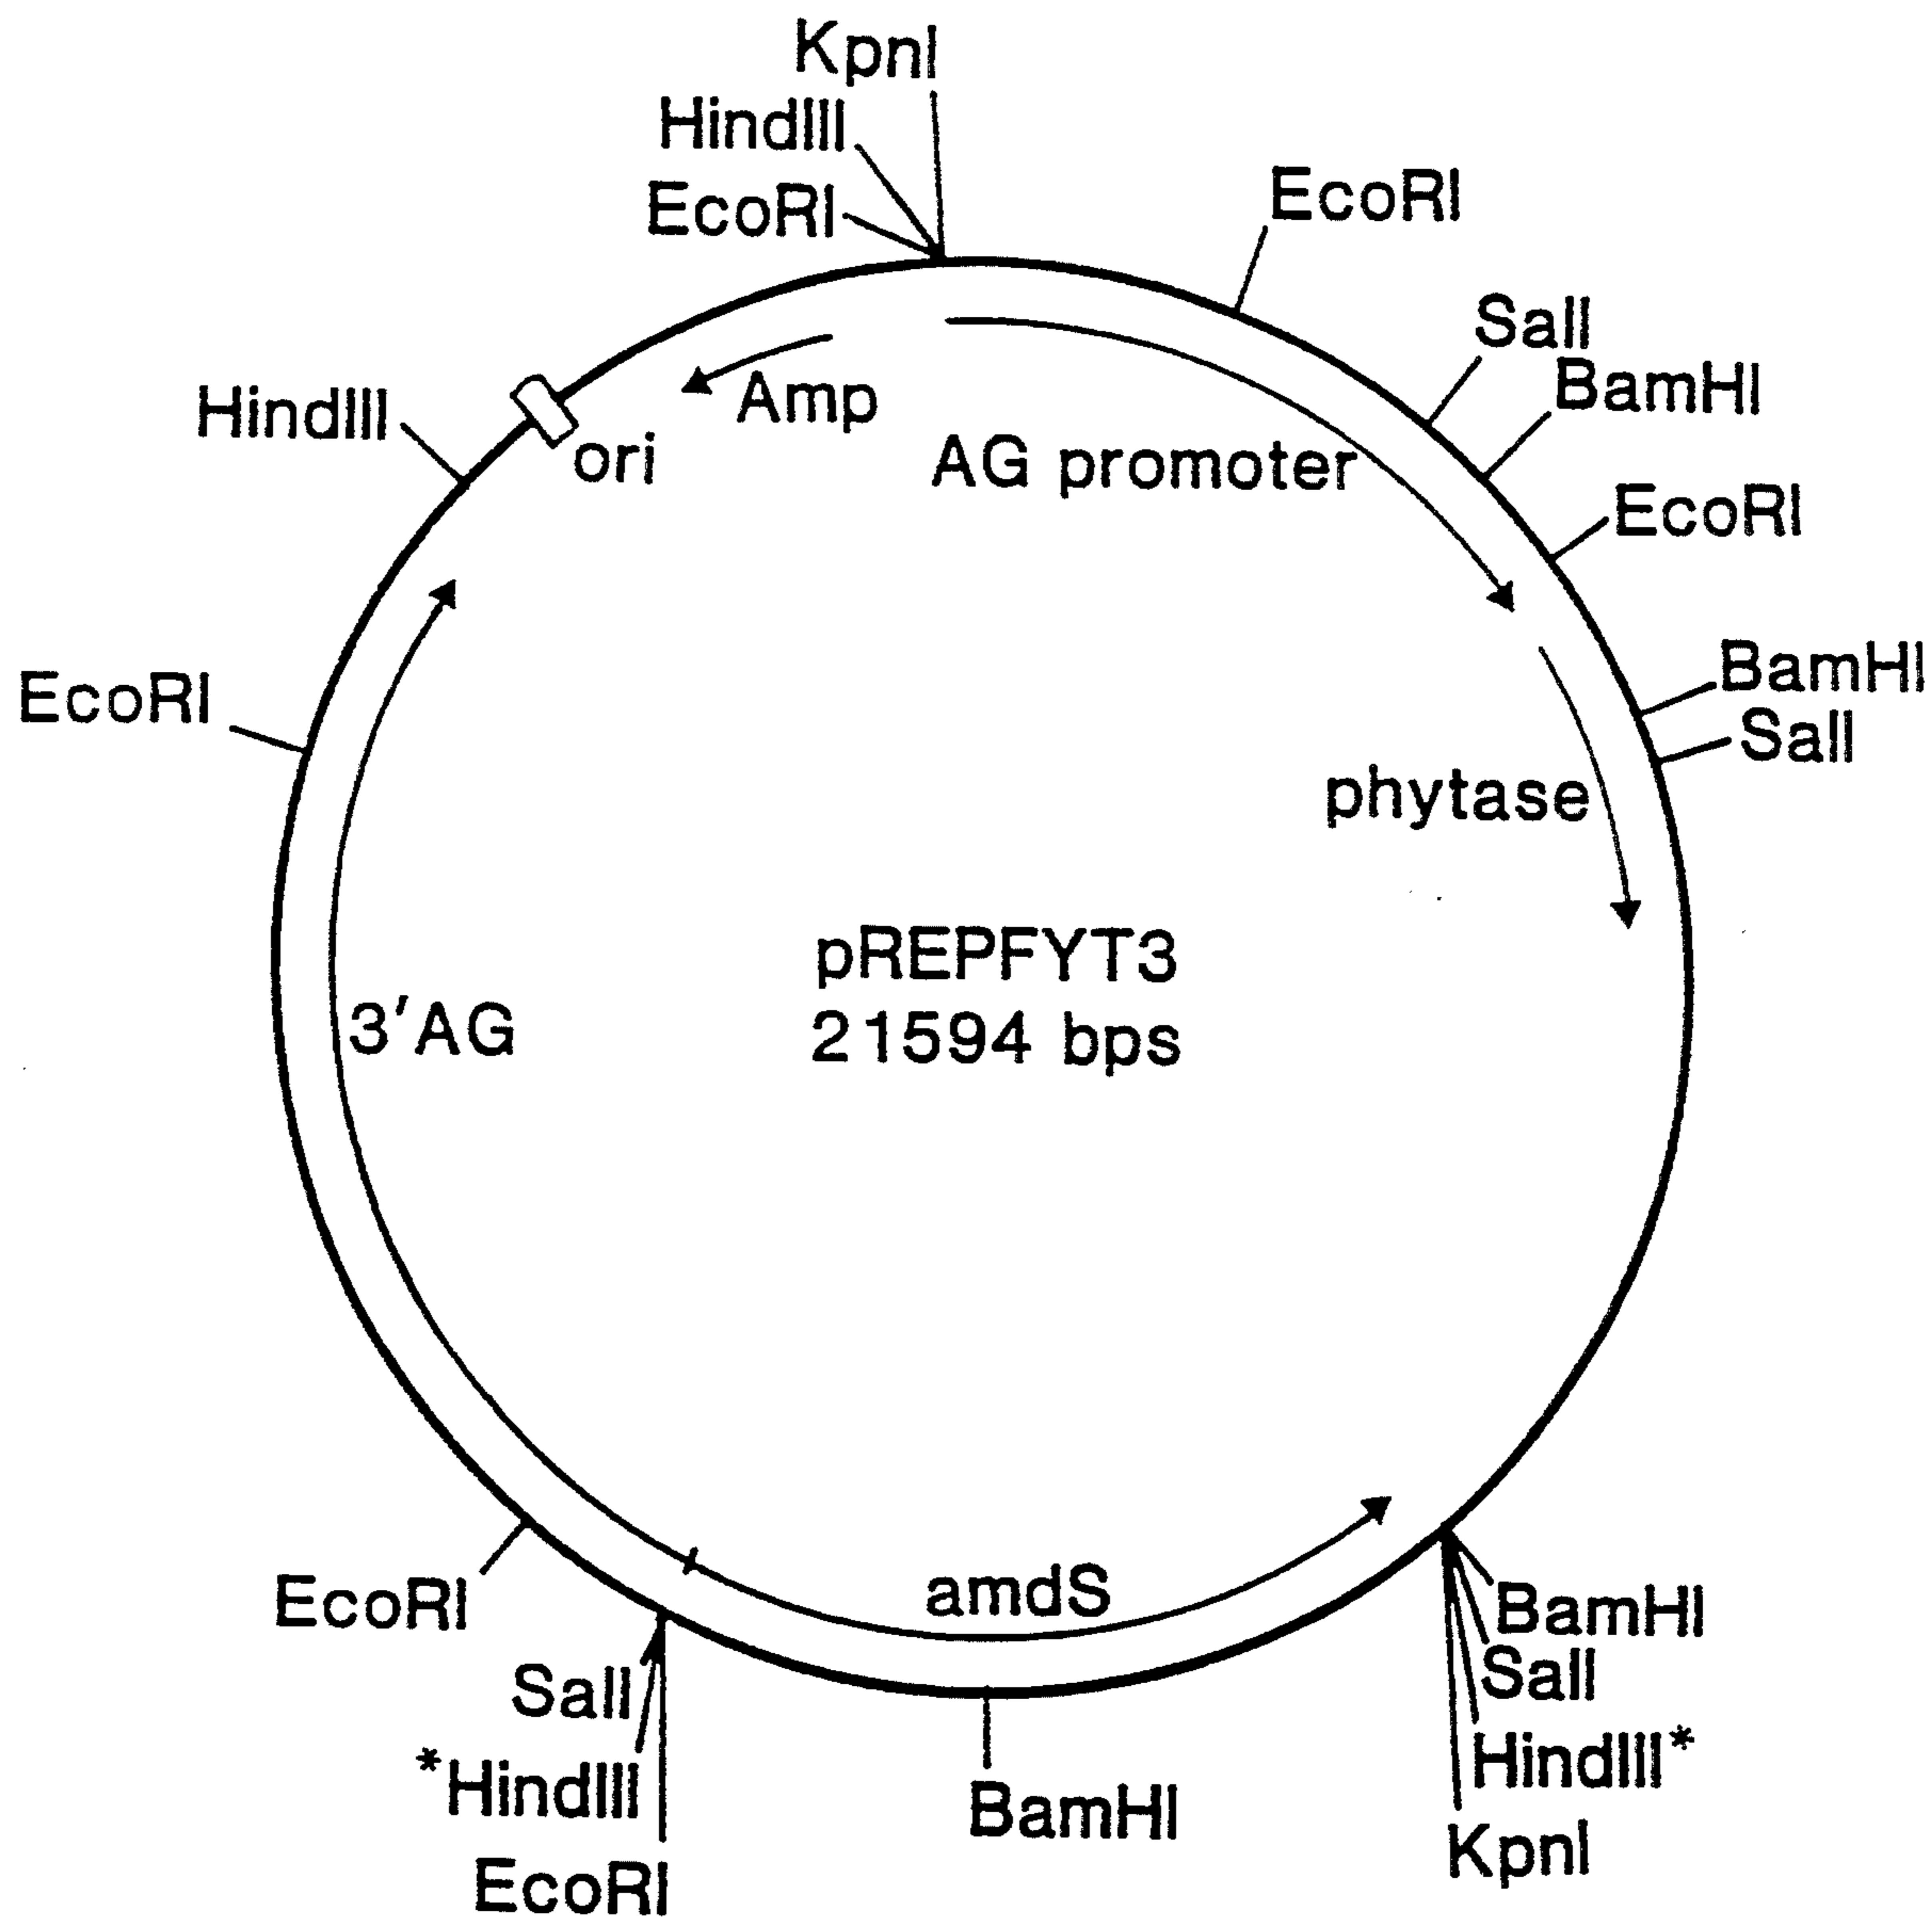 KpnI
HindIII
EcoRI
EcoRI
SalI
BamHI
EcoRI
BamHI
SalI
HindIII
ori
Amp
AG promoter
EcoRI
phytase
pREPFYT3
21594 bps
3'AG
amdS
EcoRI
SalI
*HindIII
EcoRI
BamHI
BamHI
SalI
HindIII*
KpnI